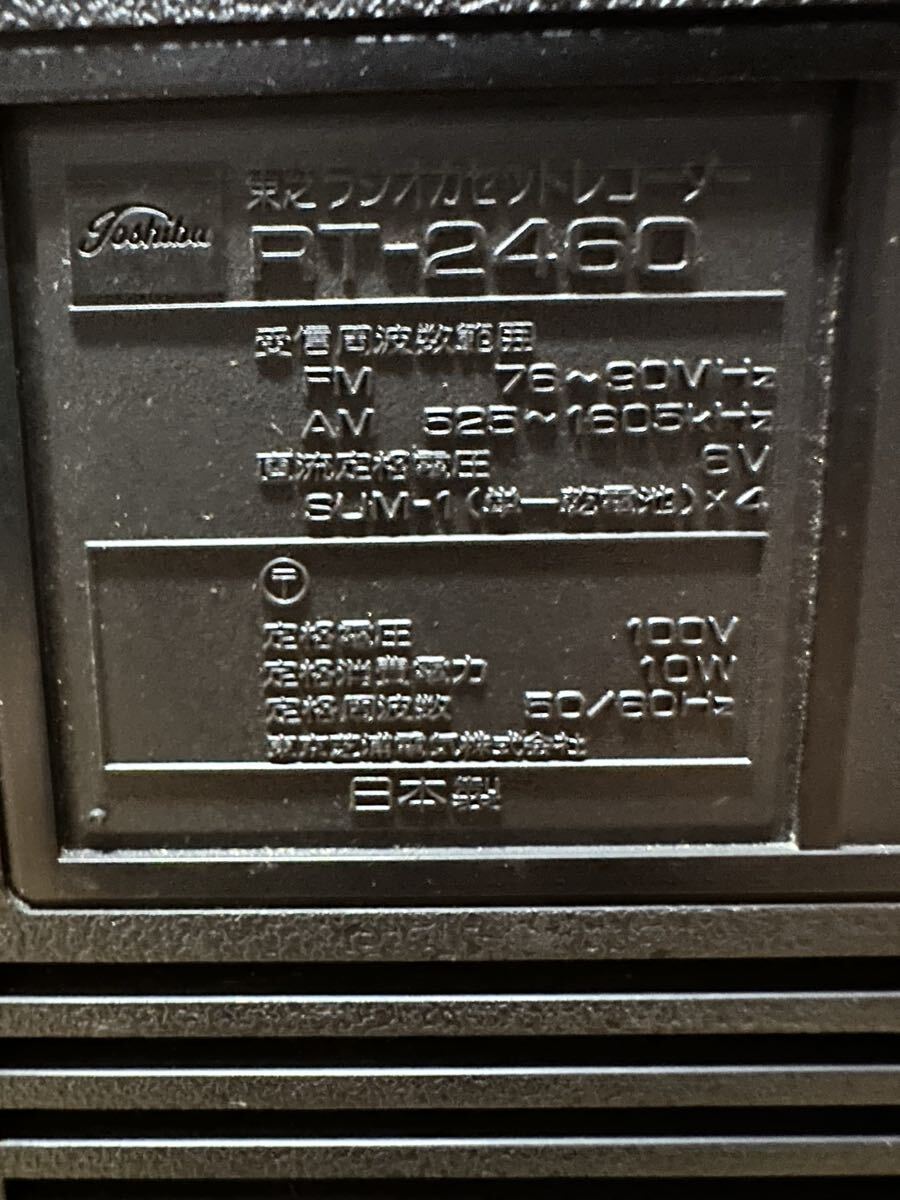 Toshiba
東芝ラジオカセットレコーダー
RT-2460
受信周波数範囲
FM 76~90MHz
AM 525~1605kHz
直流定格電圧 6V
SUM-1(単一乾電池)×4
〒
定格電圧 100V
定格消費電力 10W
定格周波数 50/60Hz
東京芝浦電気株式会社
日本製